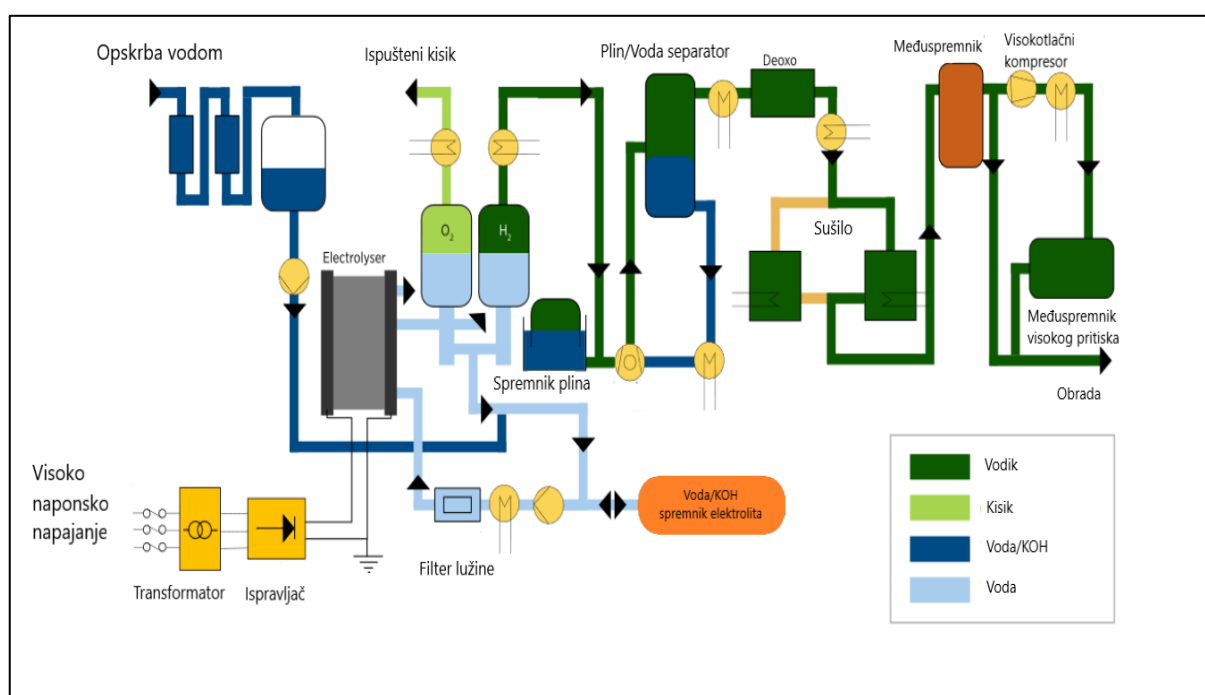 Opskrba vodom
Ispušteni kisik
Plin/Voda separator
Deoxo
Međuspremnik
Visokotlačni
kompresor
M
M
O2
H2
Sušilo
Electrolyser
Međuspremnik
visokog pritiska
Spremnik plina
M
Obrada
Visoko
naponsko
napajanje
Voda/KOH
spremnik elektrolita
M
Filter lužine
Transformator
Ispravljač
Vodik
Kisik
Voda/KOH
Voda